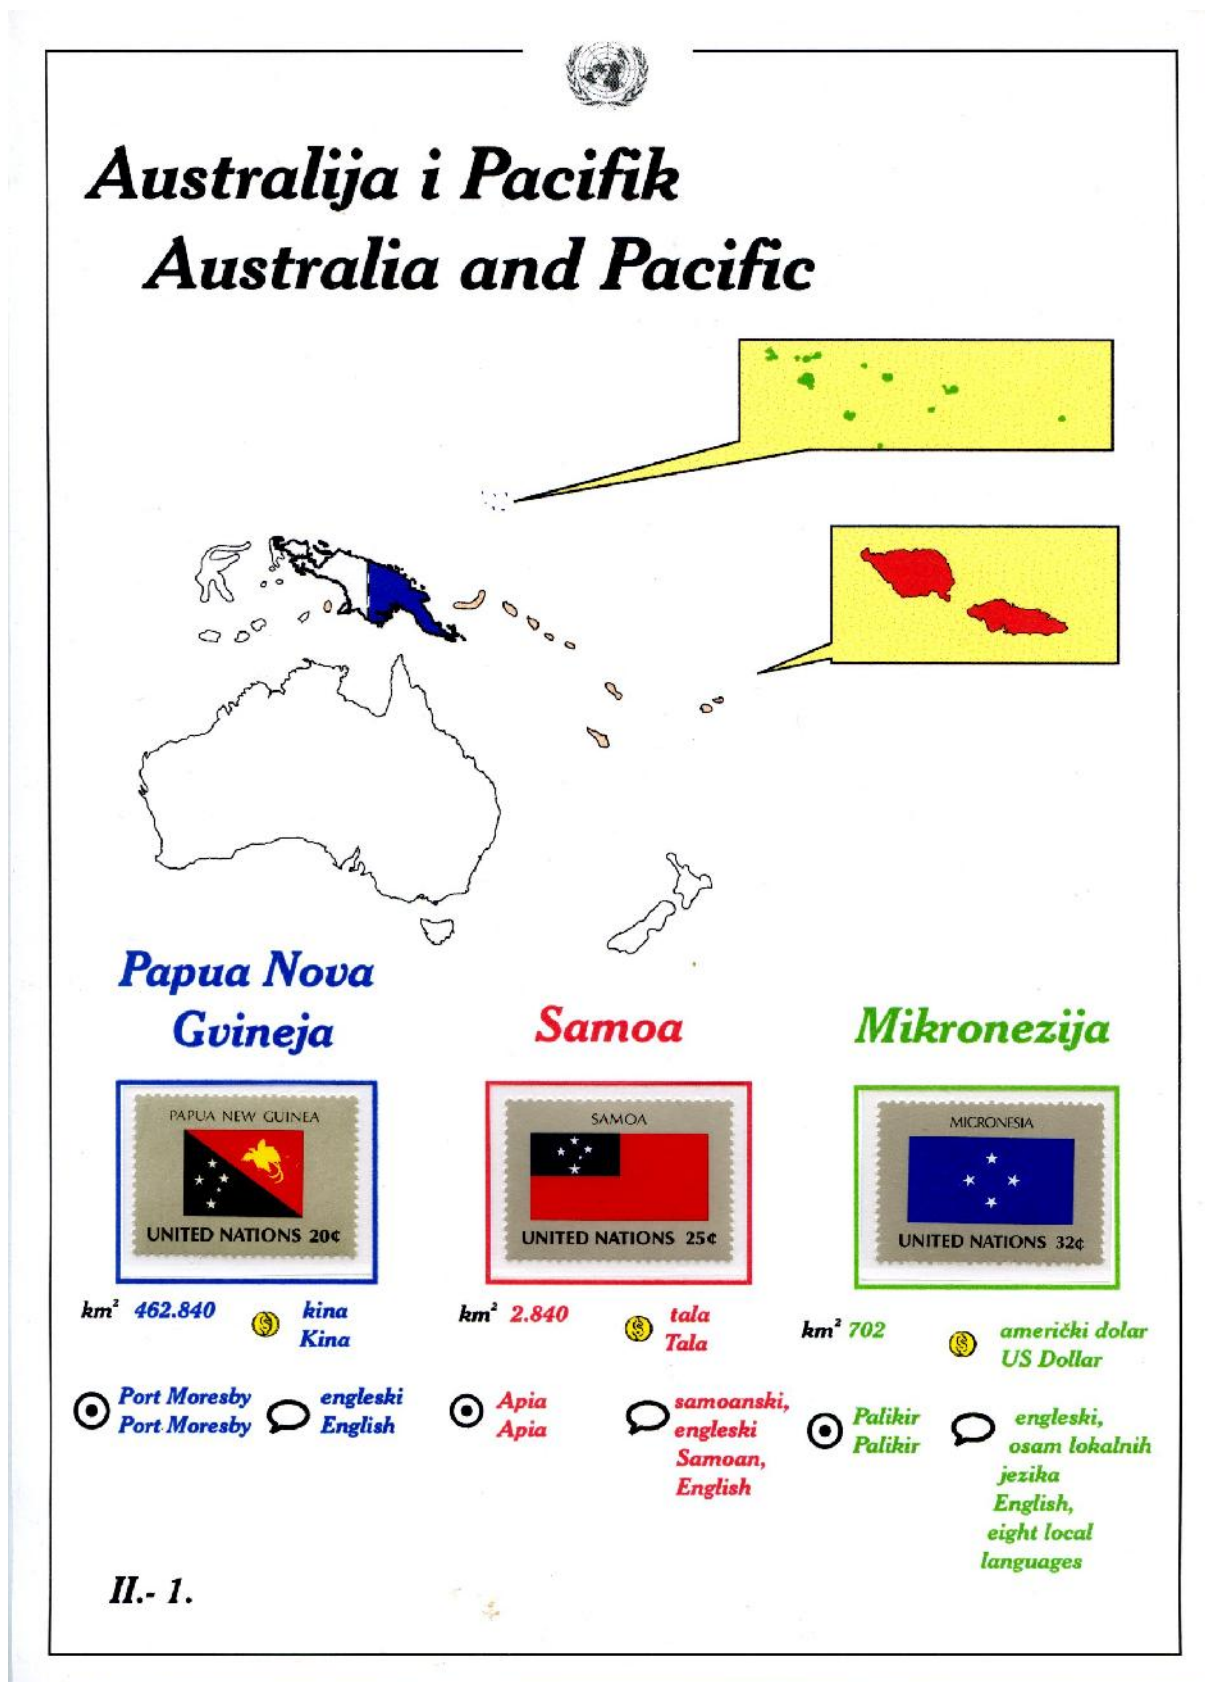 Australija i Pacifik
Australia and Pacific
Papua Nova
Gvineja
Samoa
Mikronezija
PAPUA NEW GUINEA
UNITED NATIONS 20¢
SAMOA
UNITED NATIONS 25¢
MICRONESIA
UNITED NATIONS 32¢
km² 462.840
kina
Kina
Port Moresby
Port Moresby
engleski
English
km² 2.840
tala
Tala
Apia
Apia
samoanski,
engleski
Samoan,
English
km² 702
američki dolar
US Dollar
Palikir
Palikir
engleski,
osam lokalnih
jezika
English,
eight local
languages
II.- 1.